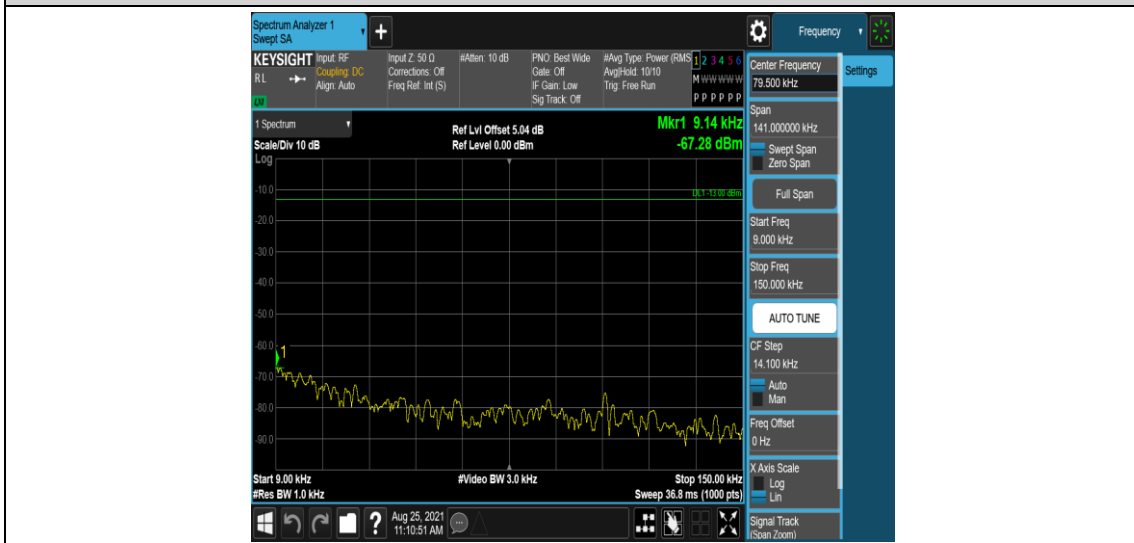 Spectrum Analyzer 1
Swept SA
+
Frequency
KEYSIGHT
RL
LXI
Input: RF
Coupling: DC
Align: Auto
Input Z: 50 Ω
Corrections: Off
Freq Ref: Int (S)
#Atten: 10 dB
PNO: Best Wide
Gate: Off
IF Gain: Low
Sig Track: Off
#Avg Type: Power (RMS
Avg|Hold: 10/10
Trig: Free Run
1 2 3 4 5 6
M W W W W W
P P P P P P
1 Spectrum
Scale/Div 10 dB
Ref Lvl Offset 5.04 dB
Ref Level 0.00 dBm
Mkr1 9.14 kHz
-67.28 dBm
Log
DL1 -13.00 dBm
-10.0
-20.0
-30.0
-40.0
-50.0
-60.0
1
-70.0
-80.0
-90.0
Start 9.00 kHz
#Res BW 1.0 kHz
#Video BW 3.0 kHz
Stop 150.00 kHz
Sweep 36.8 ms (1000 pts)
?
Aug 25, 2021
11:10:51 AM
Center Frequency
79.500 kHz
Settings
Span
141.000000 kHz
Swept Span
Zero Span
Full Span
Start Freq
9.000 kHz
Stop Freq
150.000 kHz
AUTO TUNE
CF Step
14.100 kHz
Auto
Man
Freq Offset
0 Hz
X Axis Scale
Log
Lin
Signal Track
(Span Zoom)